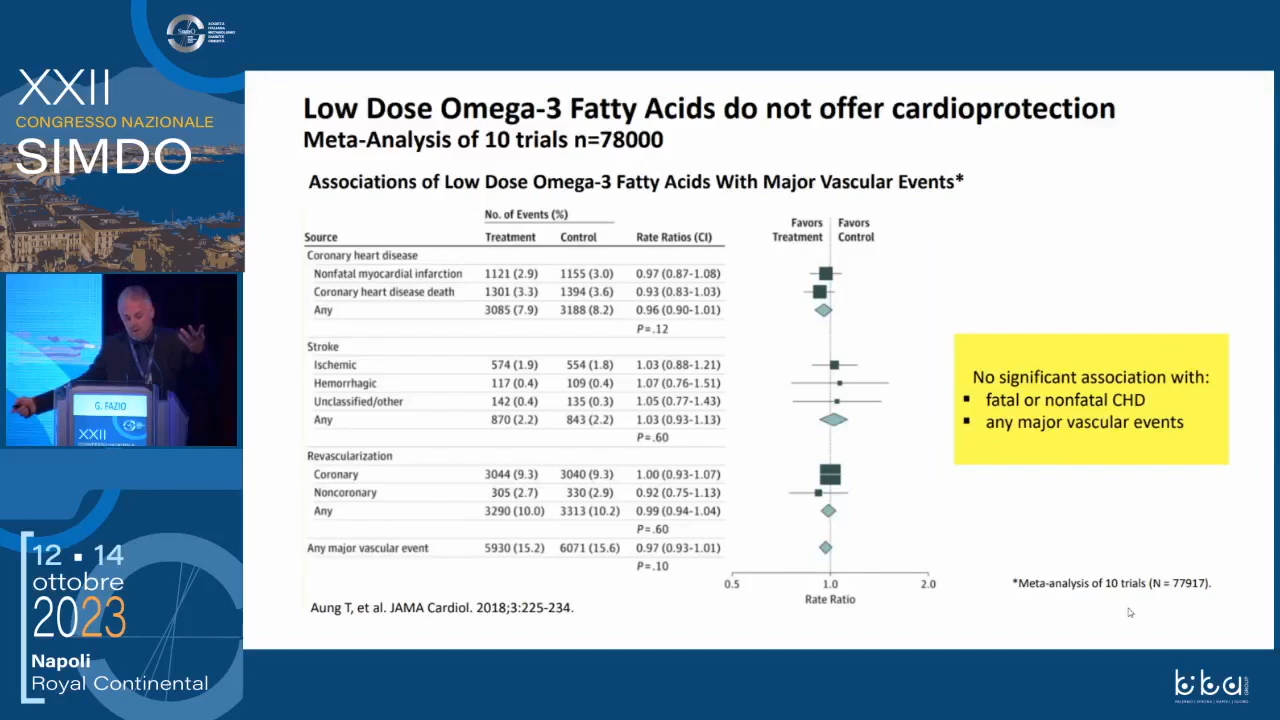 SOCIETÀ
ITALIANA
METABOLISMO
DIABETE
OBESITÀ
XXII
CONGRESSO NAZIONALE
SIMDO
G. FAZIO
XXII
12 ▪ 14
ottobre
2023
Napoli
Royal Continental
Low Dose Omega-3 Fatty Acids do not offer cardioprotection
Meta-Analysis of 10 trials n=78000
Associations of Low Dose Omega-3 Fatty Acids With Major Vascular Events*
No. of Events (%)
Source Treatment Control Rate Ratios (CI) Favors Treatment Favors Control
Coronary heart disease
Nonfatal myocardial infarction 1121 (2.9) 1155 (3.0) 0.97 (0.87-1.08)
Coronary heart disease death 1301 (3.3) 1394 (3.6) 0.93 (0.83-1.03)
Any 3085 (7.9) 3188 (8.2) 0.96 (0.90-1.01)
P=.12
Stroke
Ischemic 574 (1.9) 554 (1.8) 1.03 (0.88-1.21)
Hemorrhagic 117 (0.4) 109 (0.4) 1.07 (0.76-1.51)
Unclassified/other 142 (0.4) 135 (0.3) 1.05 (0.77-1.43)
Any 870 (2.2) 843 (2.2) 1.03 (0.93-1.13)
P=.60
Revascularization
Coronary 3044 (9.3) 3040 (9.3) 1.00 (0.93-1.07)
Noncoronary 305 (2.7) 330 (2.9) 0.92 (0.75-1.13)
Any 3290 (10.0) 3313 (10.2) 0.99 (0.94-1.04)
P=.60
Any major vascular event 5930 (15.2) 6071 (15.6) 0.97 (0.93-1.01)
P=.10
0.5 1.0 2.0
Rate Ratio
No significant association with:
▪ fatal or nonfatal CHD
▪ any major vascular events
*Meta-analysis of 10 trials (N = 77917).
Aung T, et al. JAMA Cardiol. 2018;3:225-234.
bba
GROUP